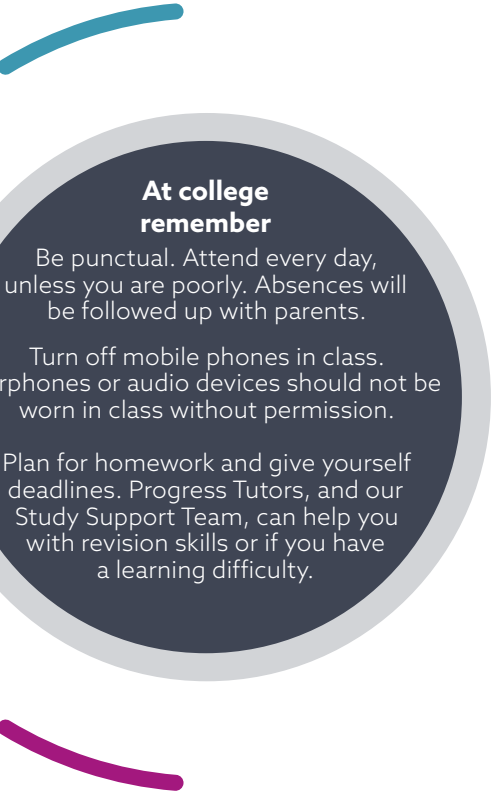 At college
remember
Be punctual. Attend every day,
unless you are poorly. Absences will
be followed up with parents.
Turn off mobile phones in class.
rphones or audio devices should not be
worn in class without permission.
Plan for homework and give yourself
deadlines. Progress Tutors, and our
Study Support Team, can help you
with revision skills or if you have
a learning difficulty.